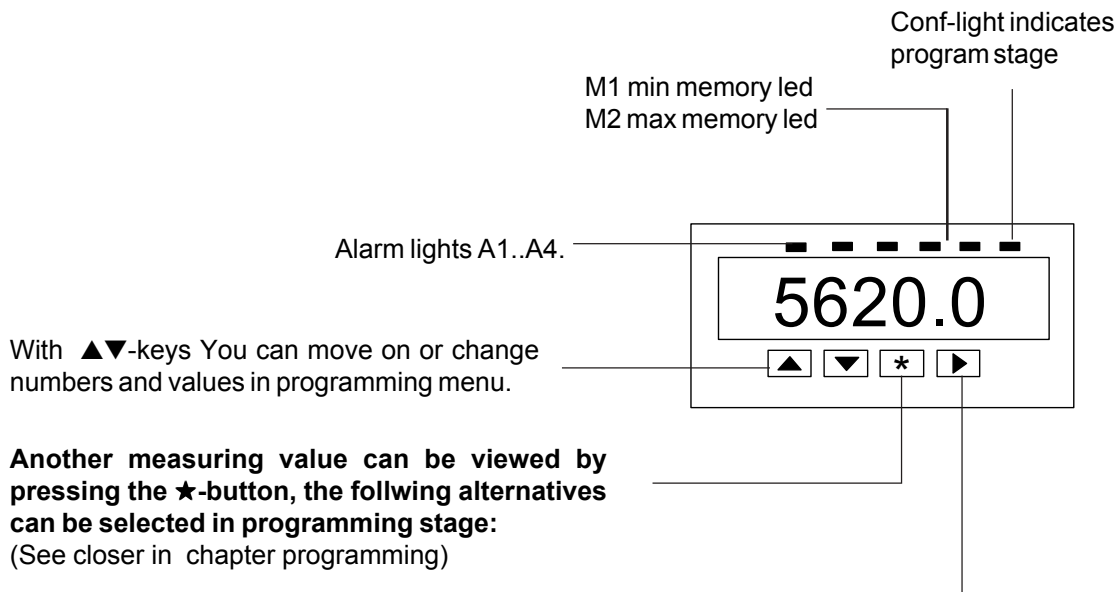 Conf-light indicates
program stage
M1 min memory led
M2 max memory led
Alarm lights A1..A4.
5620.0
With ▲▼-keys You can move on or change
numbers and values in programming menu.
▲ ▼ * ▶
Another measuring value can be viewed by
pressing the ★-button, the follwing alternatives
can be selected in programming stage:
(See closer in chapter programming)